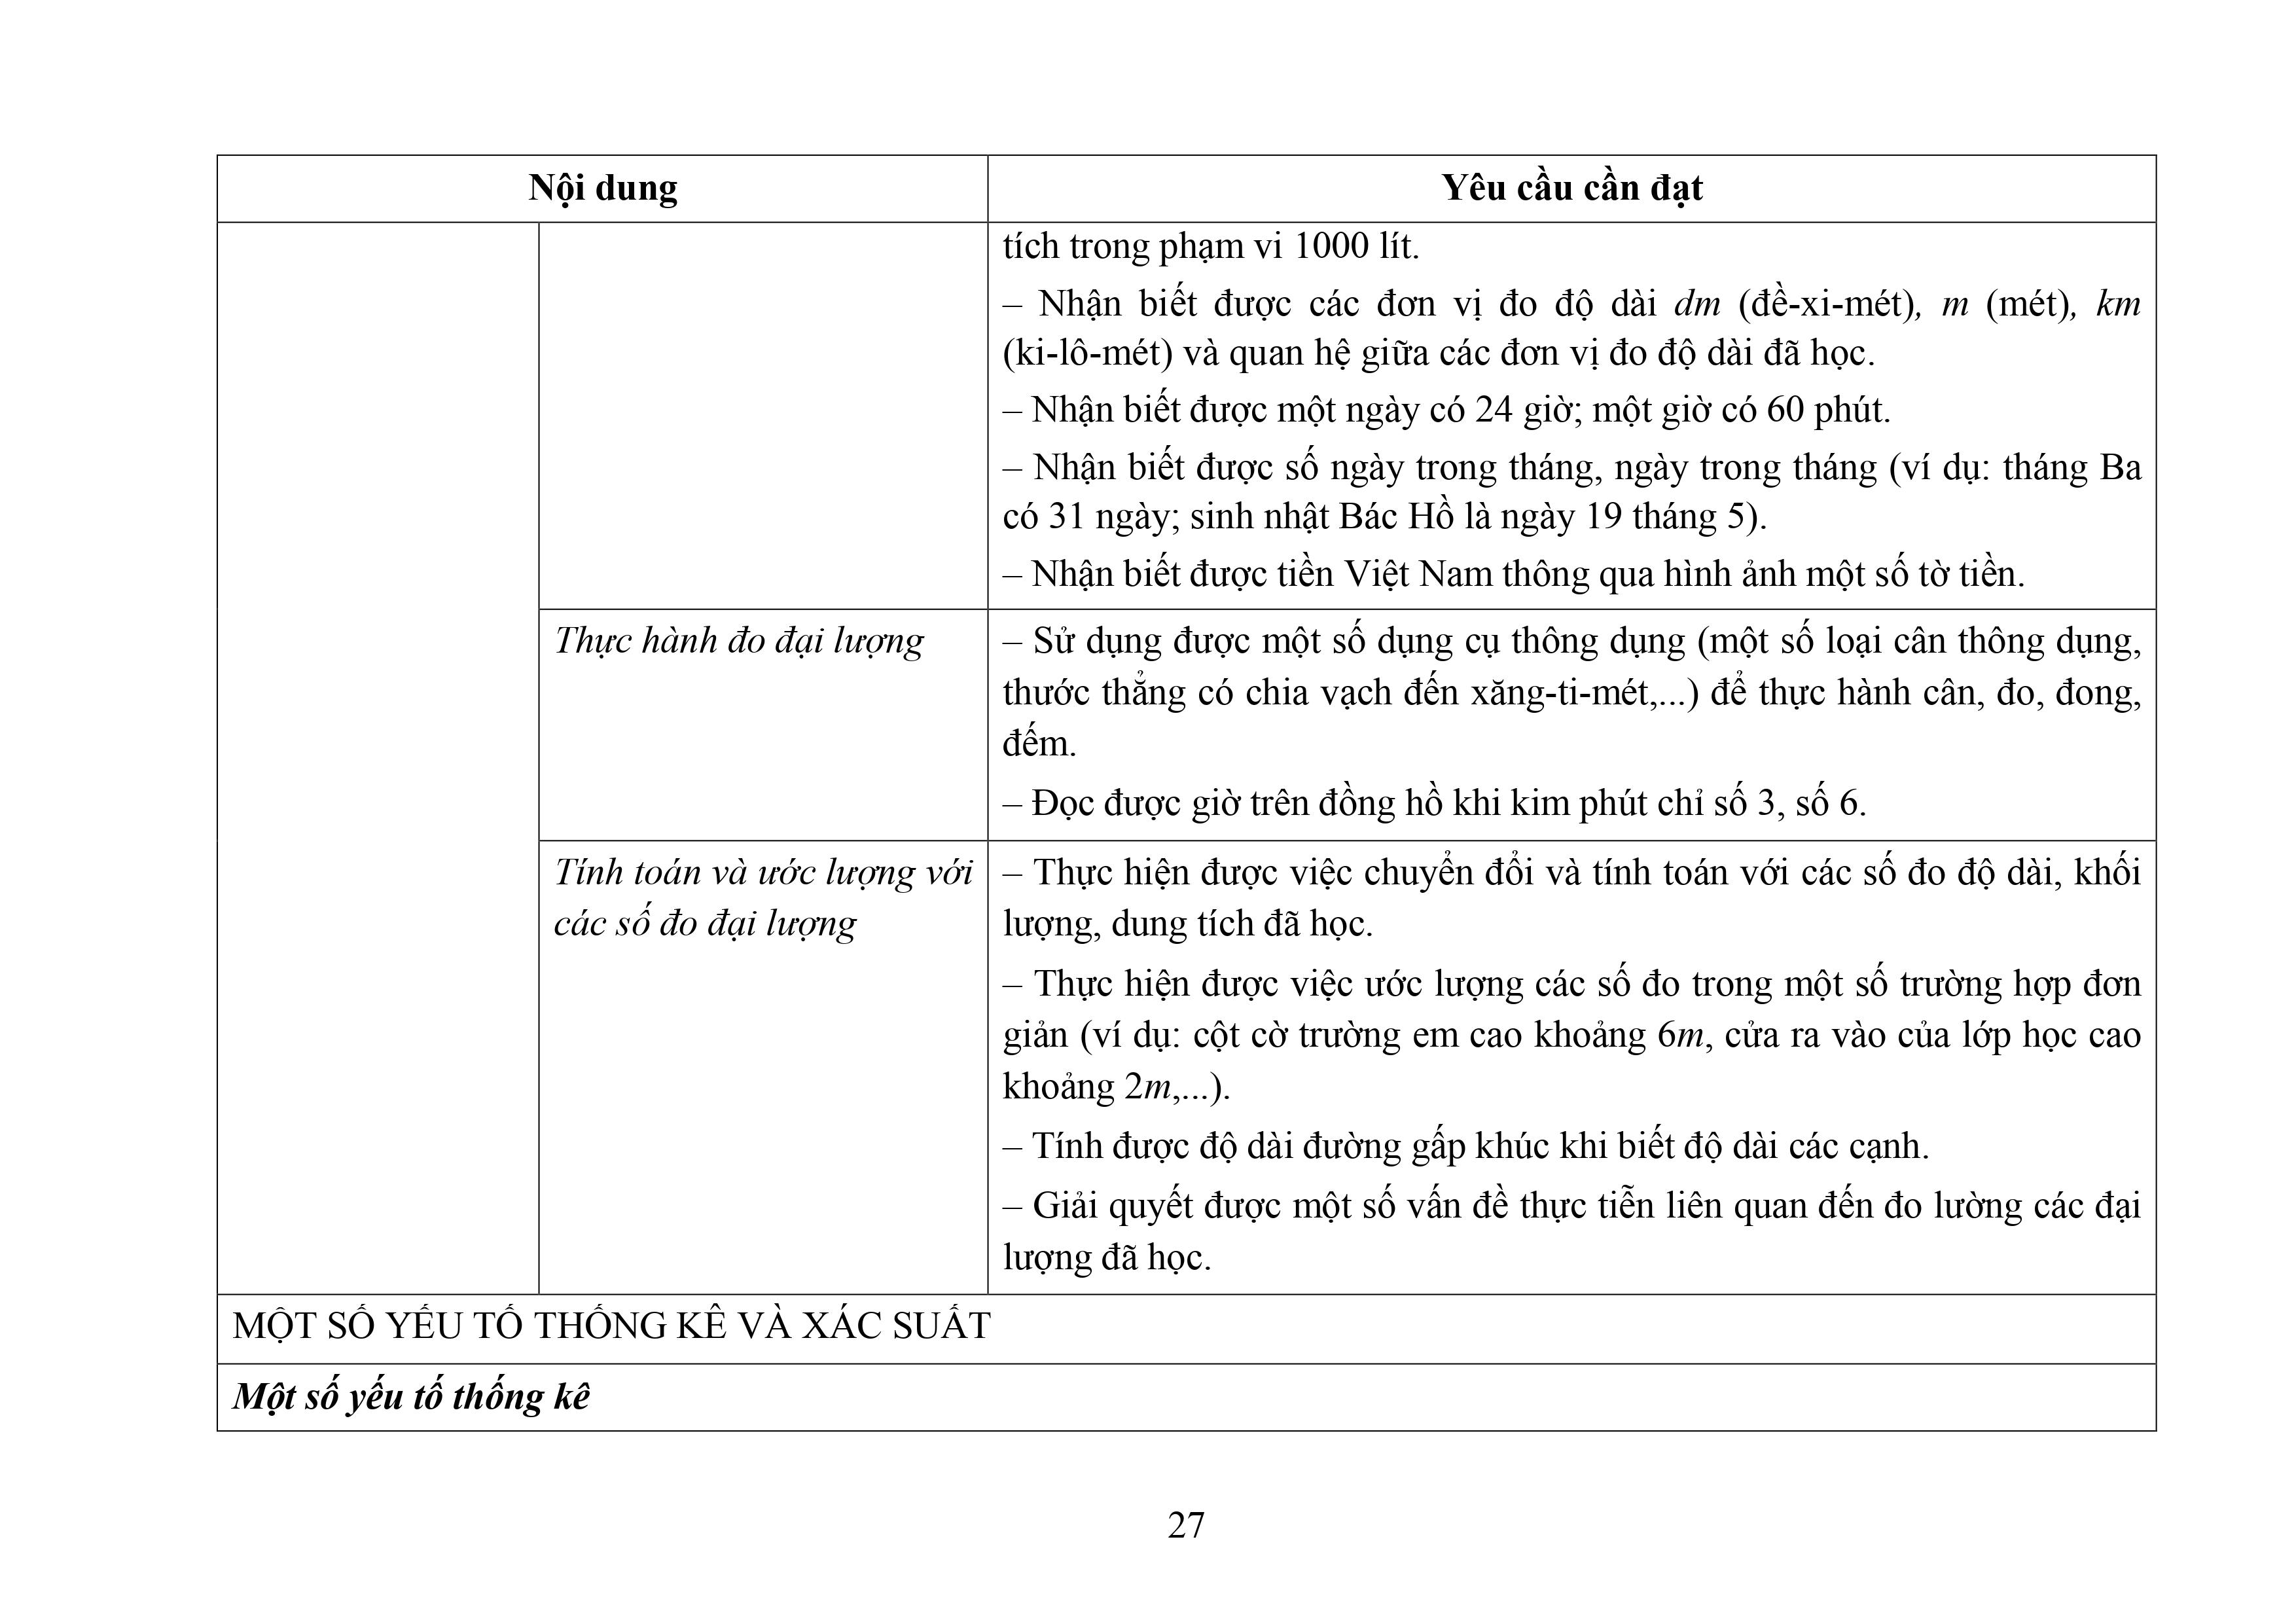 Nội dung
Yêu cầu cần đạt
tích trong phạm vi 1000 lít.
– Nhận biết được các đơn vị đo độ dài dm (đề-xi-mét), m (mét), km
(ki-lô-mét) và quan hệ giữa các đơn vị đo độ dài đã học.
– Nhận biết được một ngày có 24 giờ; một giờ có 60 phút.
– Nhận biết được số ngày trong tháng, ngày trong tháng (ví dụ: tháng Ba
có 31 ngày; sinh nhật Bác Hồ là ngày 19 tháng 5).
– Nhận biết được tiền Việt Nam thông qua hình ảnh một số tờ tiền.
Thực hành đo đại lượng
– Sử dụng được một số dụng cụ thông dụng (một số loại cân thông dụng,
thước thẳng có chia vạch đến xăng-ti-mét,...) để thực hành cân, đo, đong,
đếm.
– Đọc được giờ trên đồng hồ khi kim phút chỉ số 3, số 6.
Tính toán và ước lượng với
các số đo đại lượng
– Thực hiện được việc chuyển đổi và tính toán với các số đo độ dài, khối
lượng, dung tích đã học.
– Thực hiện được việc ước lượng các số đo trong một số trường hợp đơn
giản (ví dụ: cột cờ trường em cao khoảng 6m, cửa ra vào của lớp học cao
khoảng 2m,...).
– Tính được độ dài đường gấp khúc khi biết độ dài các cạnh.
– Giải quyết được một số vấn đề thực tiễn liên quan đến đo lường các đại
lượng đã học.
MỘT SỐ YẾU TỐ THỐNG KÊ VÀ XÁC SUẤT
Một số yếu tố thống kê
27